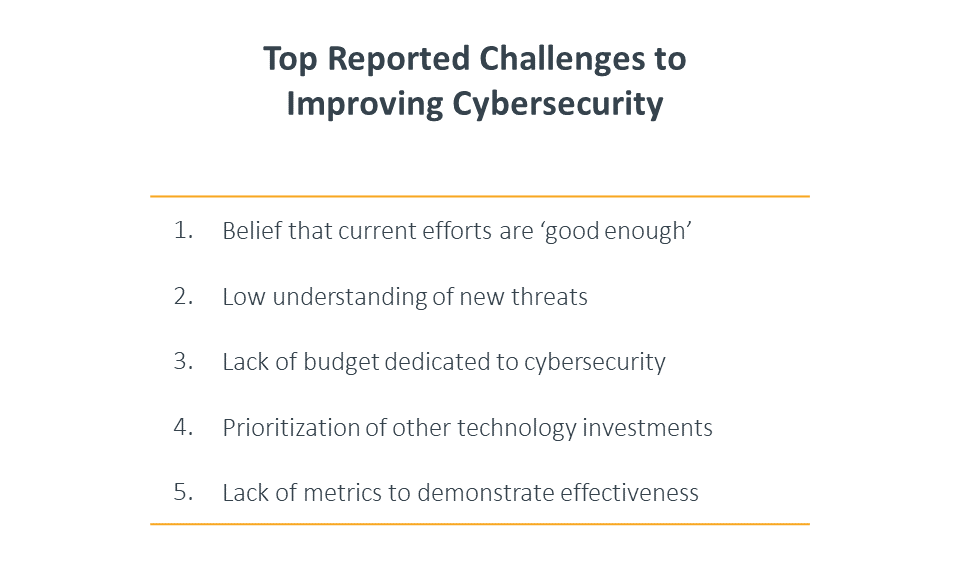 Top Reported Challenges to
Improving Cybersecurity
1. Belief that current efforts are ‘good enough’
2. Low understanding of new threats
3. Lack of budget dedicated to cybersecurity
4. Prioritization of other technology investments
5. Lack of metrics to demonstrate effectiveness